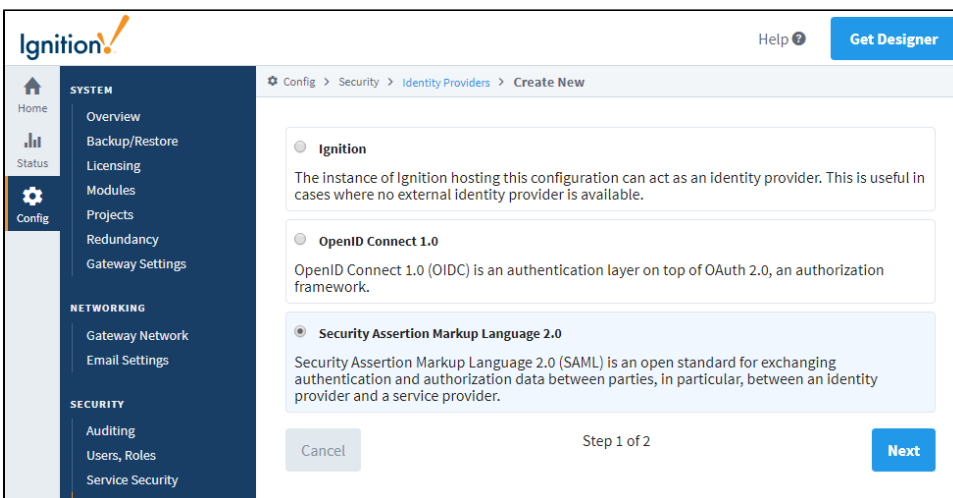 Ignition!
Help ?
Get Designer
Home
Status
Config
SYSTEM
Overview
Backup/Restore
Licensing
Modules
Projects
Redundancy
Gateway Settings
NETWORKING
Gateway Network
Email Settings
SECURITY
Auditing
Users, Roles
Service Security
Config > Security > Identity Providers > Create New
Ignition
The instance of Ignition hosting this configuration can act as an identity provider. This is useful in
cases where no external identity provider is available.
OpenID Connect 1.0
OpenID Connect 1.0 (OIDC) is an authentication layer on top of OAuth 2.0, an authorization
framework.
Security Assertion Markup Language 2.0
Security Assertion Markup Language 2.0 (SAML) is an open standard for exchanging
authentication and authorization data between parties, in particular, between an identity
provider and a service provider.
Cancel
Step 1 of 2
Next